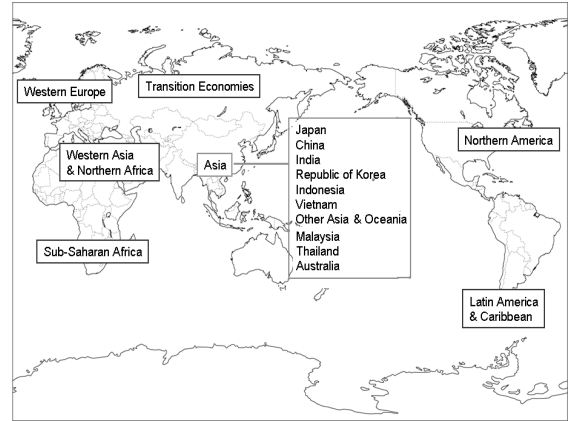 Western Europe
Transition Economies
Northern America
Western Asia
& Northern Africa
Asia
Japan
China
India
Republic of Korea
Indonesia
Vietnam
Other Asia & Oceania
Malaysia
Thailand
Australia
Sub-Saharan Africa
Latin America
& Caribbean